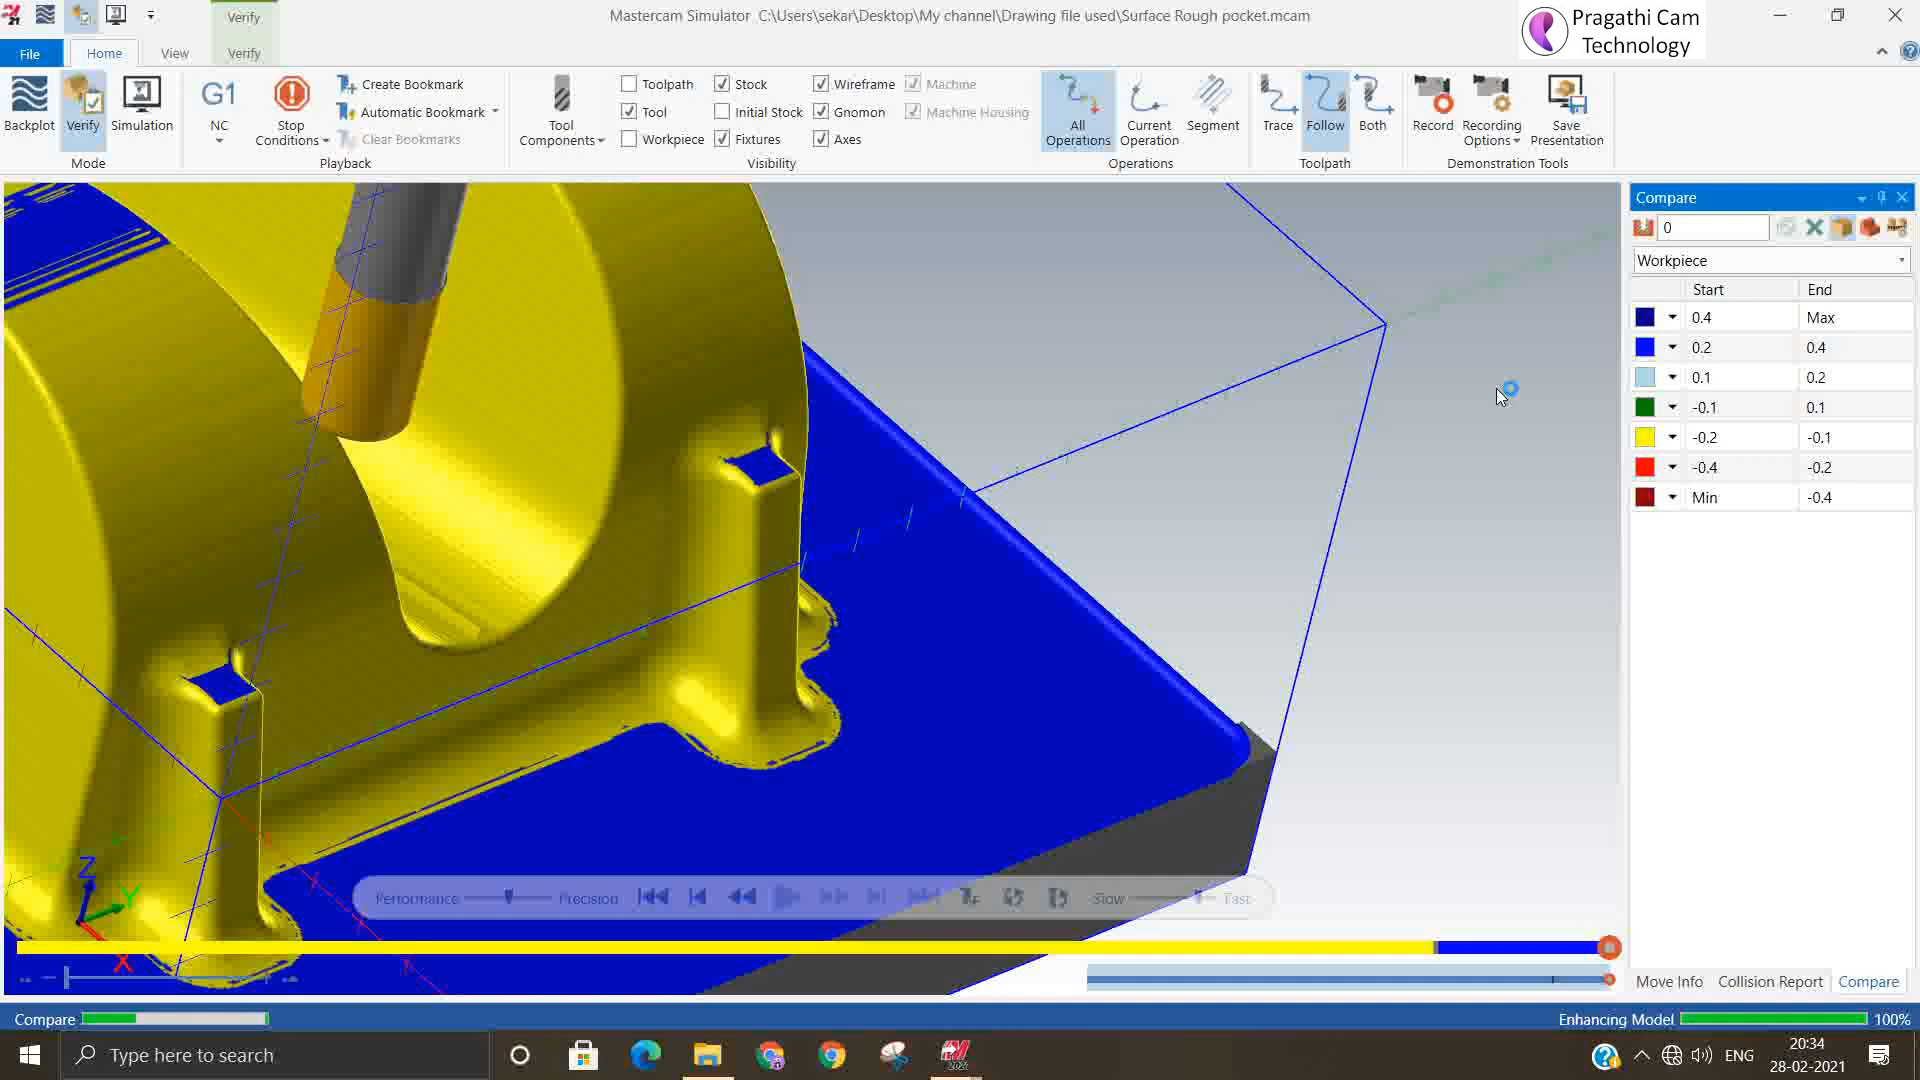 Verify
Mastercam Simulator  C:\Users\sekar\Desktop\My channel\Drawing file used\Surface Rough pocket.mcam
Pragathi Cam
Technology
File
Home
View
Verify
Backplot
Verify
Simulation
Mode
G1
NC
Stop
Conditions
Create Bookmark
Automatic Bookmark
Clear Bookmarks
Playback
Tool
Components
Toolpath
Stock
Wireframe
Machine
Tool
Initial Stock
Gnomon
Machine Housing
Workpiece
Fixtures
Axes
Visibility
All
Operations
Current
Operation
Segment
Operations
Trace
Follow
Both
Toolpath
Record
Recording
Options
Save
Presentation
Demonstration Tools
Compare
0
Workpiece
Start End
0.4 Max
0.2 0.4
0.1 0.2
-0.1 0.1
-0.2 -0.1
-0.4 -0.2
Min -0.4
Z
Y
X
Performance
Precision
Slow
Fast
Move Info
Collision Report
Compare
Compare
Enhancing Model
100%
Type here to search
2021
ENG
20:34
28-02-2021